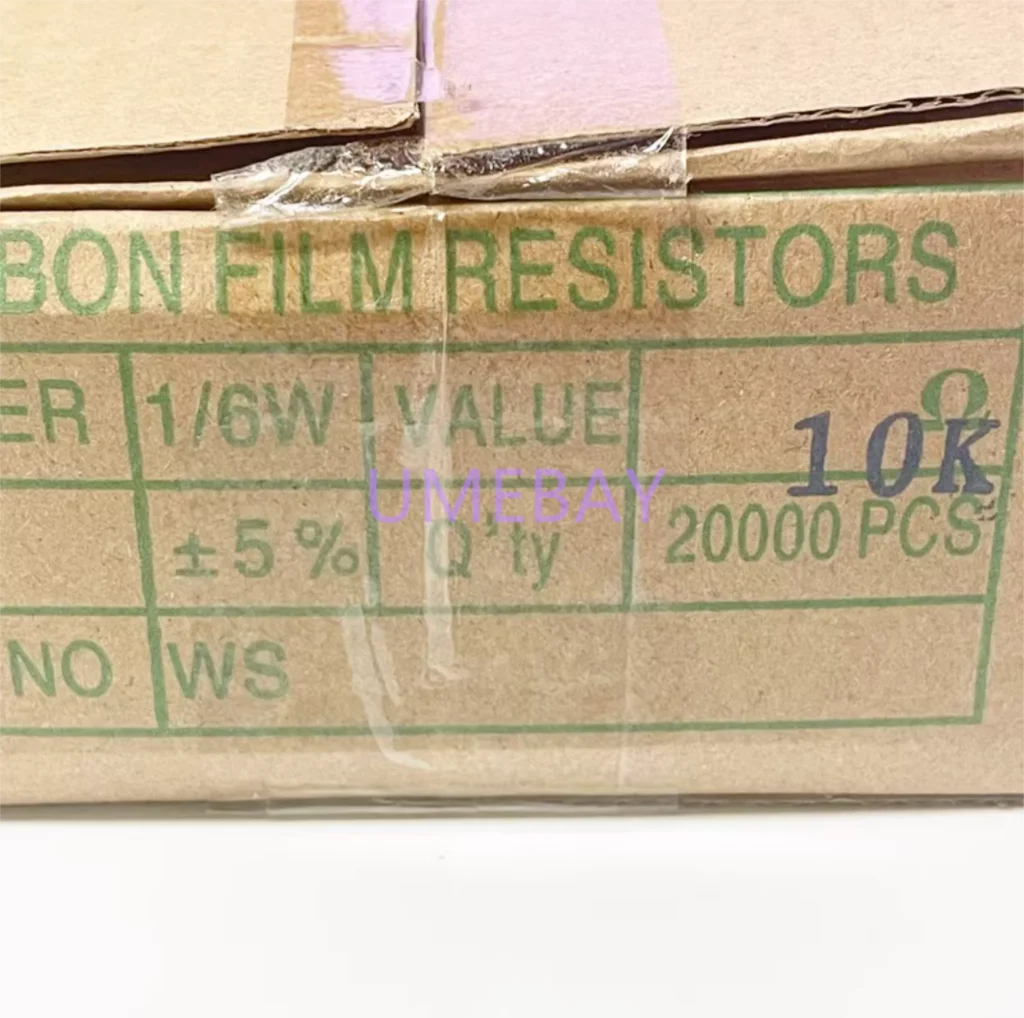 BON FILM RESISTORS
ER 1/6W VALUE Ω 10K
UMEBAY
±5% Q'ty 20000 PCS
NO WS